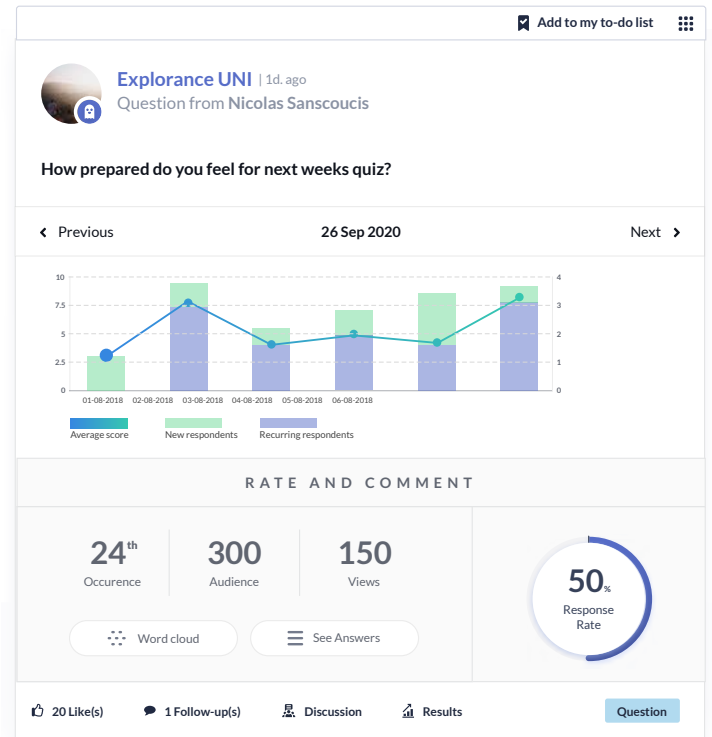 Add to my to-do list
Explorance UNI | 1d. ago
Question from Nicolas Sanscoucis
How prepared do you feel for next weeks quiz?
Previous 26 Sep 2020 Next
10 4
7.5 3
5 2
2.5 1
0 0
01-08-2018 02-08-2018 03-08-2018 04-08-2018 05-08-2018 06-08-2018
Average score New respondents Recurring respondents
RATE AND COMMENT
24th 300 150
Occurence Audience Views
50%
Response
Rate
Word cloud See Answers
20 Like(s) 1 Follow-up(s) Discussion Results Question